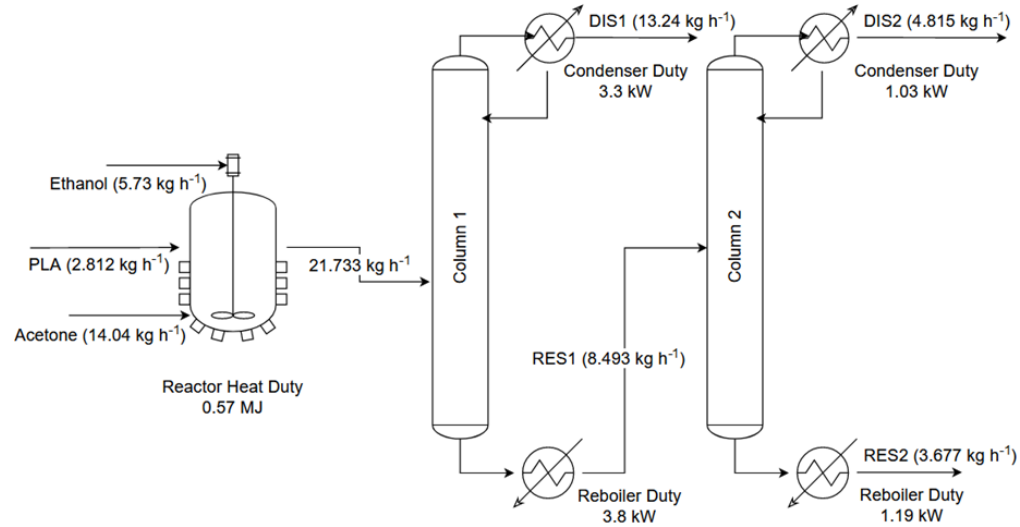 DIS1 (13.24 kg h⁻¹)
Condenser Duty
3.3 kW
DIS2 (4.815 kg h⁻¹)
Condenser Duty
1.03 kW
Ethanol (5.73 kg h⁻¹)
PLA (2.812 kg h⁻¹)
Acetone (14.04 kg h⁻¹)
21.733 kg h⁻¹
Reactor Heat Duty
0.57 MJ
Column 1
Column 2
RES1 (8.493 kg h⁻¹)
Reboiler Duty
3.8 kW
RES2 (3.677 kg h⁻¹)
Reboiler Duty
1.19 kW